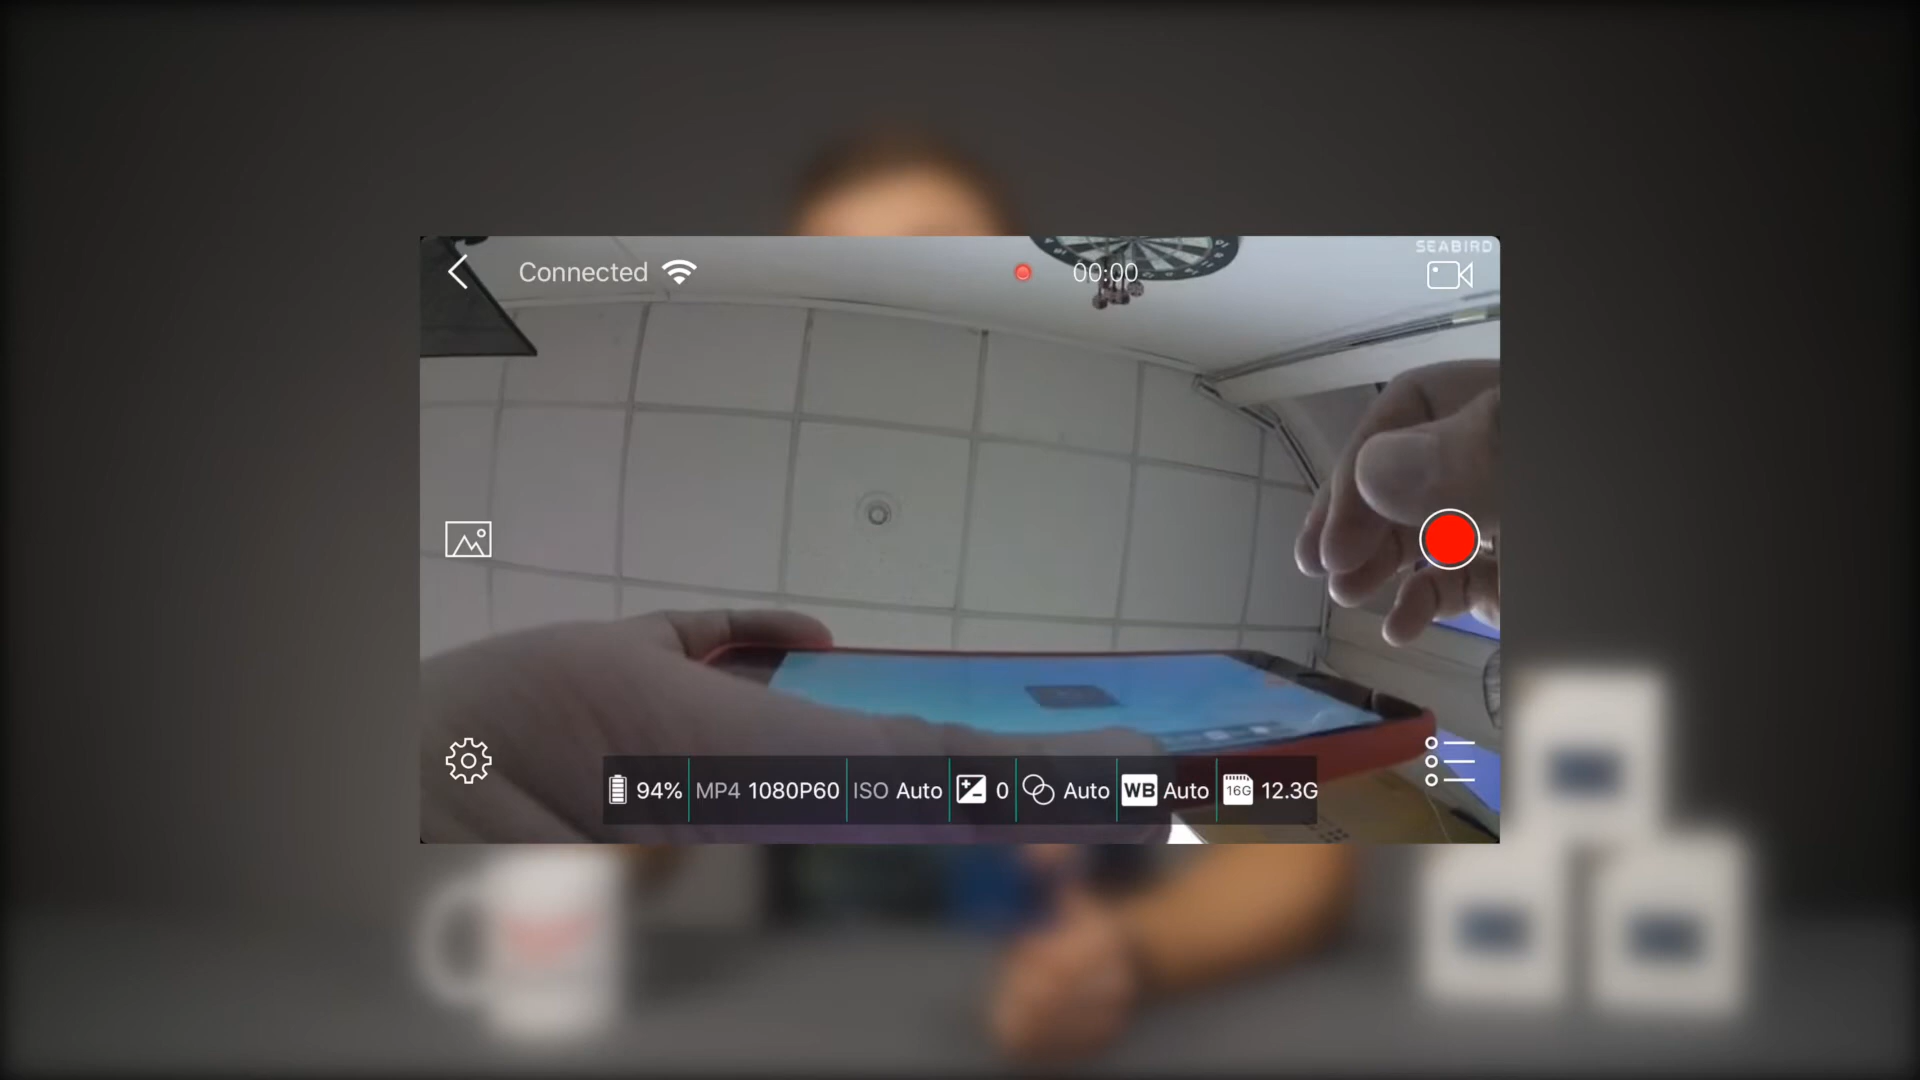 SEABIRD
Connected 00:00
94% MP4 1080P60 ISO Auto 0 Auto WB Auto 16G 12.3G